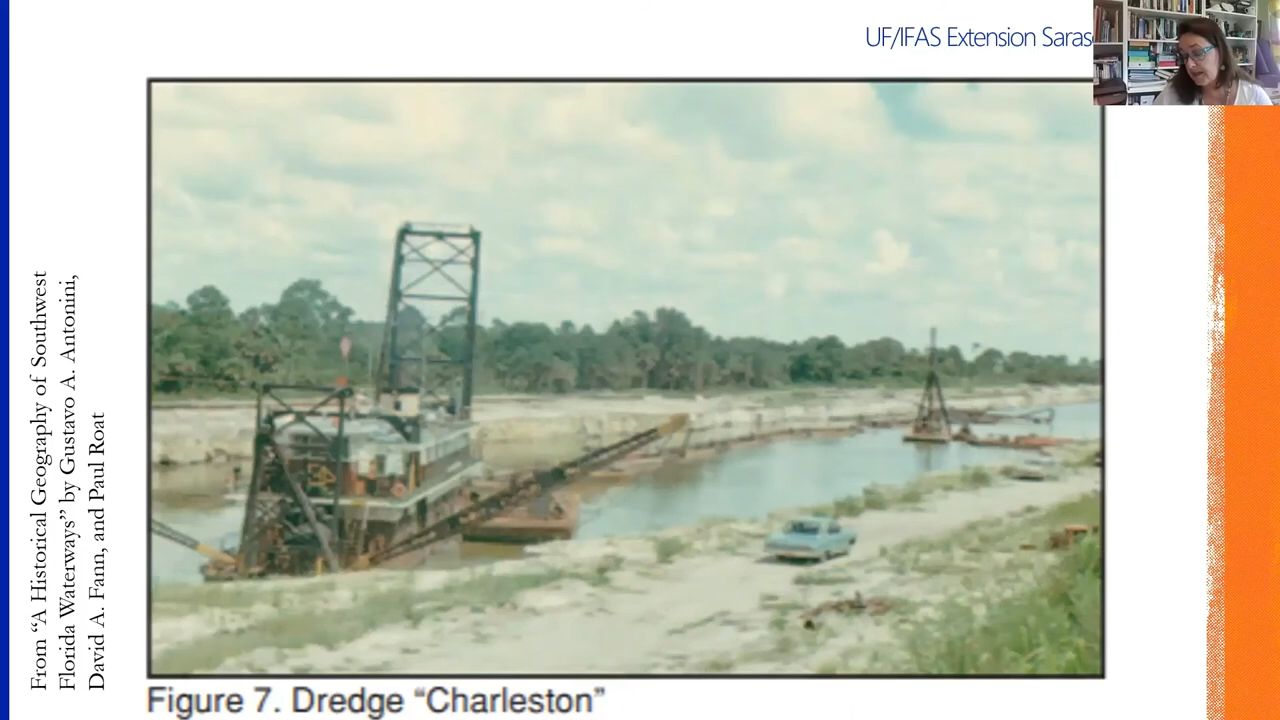 UF/IFAS Extension
From “A Historical Geography of Southwest
Florida Waterways” by Gustavo A. Antonini,
David A. Fann, and Paul Roat
Figure 7. Dredge “Charleston”